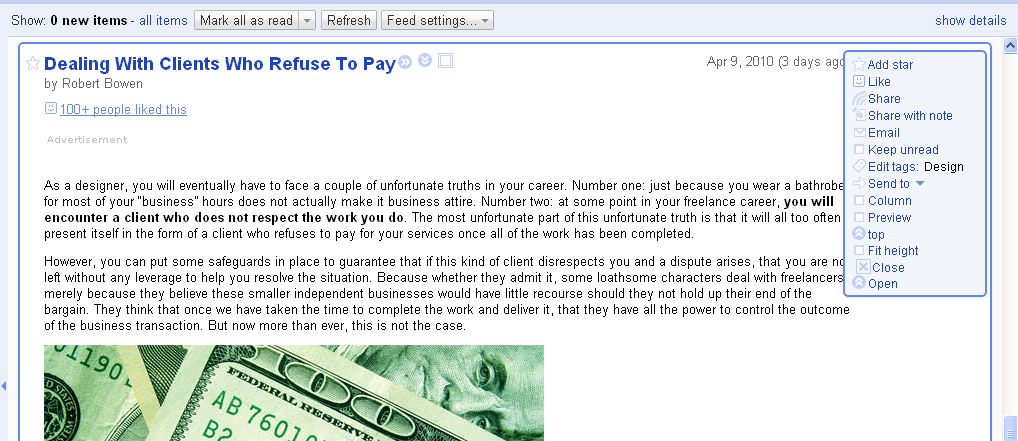 Show: 0 new items - all items Mark all as read Refresh Feed settings... show details
Dealing With Clients Who Refuse To Pay Apr 9, 2010 (3 days ago
by Robert Bowen
100+ people liked this
Advertisement
As a designer, you will eventually have to face a couple of unfortunate truths in your career. Number one: just because you wear a bathrobe
for most of your "business" hours does not actually make it business attire. Number two: at some point in your freelance career, you will
encounter a client who does not respect the work you do. The most unfortunate part of this unfortunate truth is that it will all too often
present itself in the form of a client who refuses to pay for your services once all of the work has been completed.
However, you can put some safeguards in place to guarantee that if this kind of client disrespects you and a dispute arises, that you are no
left without any leverage to help you resolve the situation. Because whether they admit it, some loathsome characters deal with freelancers
merely because they believe these smaller independent businesses would have little recourse should they not hold up their end of the
bargain. They think that once we have taken the time to complete the work and deliver it, that they have all the power to control the outcome
of the business transaction. But now more than ever, this is not the case.
Add star
Like
Share
Share with note
Email
Keep unread
Edit tags: Design
Send to
Column
Preview
top
Fit height
Close
Open
01190
FEDERAL RESERVE
AB 7601
B2